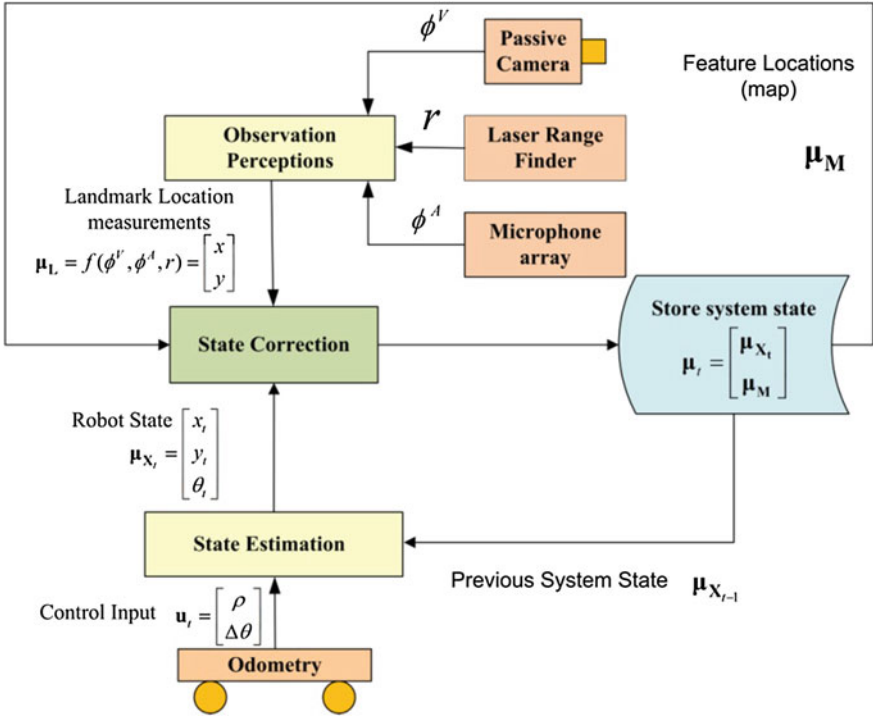 ϕ^V
Passive
Camera
Feature Locations
(map)
μ_M
Observation
Perceptions
r
Laser Range
Finder
ϕ^A
Microphone
array
Landmark Location
measurements
μ_L = f(ϕ^V, ϕ^A, r) = [x
y]
State Correction
Store system state
μ_t = [μ_X_t
μ_M]
Robot State
μ_X_t = [x_t
y_t
θ_t]
State Estimation
Previous System State μ_X_{t-1}
Control Input u_t = [ρ
Δθ]
Odometry